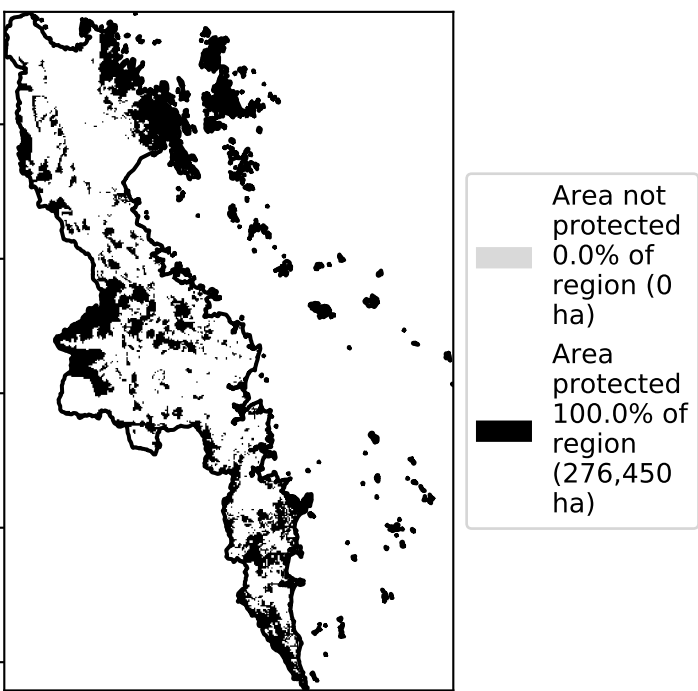 Area not
protected
0.0% of
region (0
ha)
Area
protected
100.0% of
region
(276,450
ha)